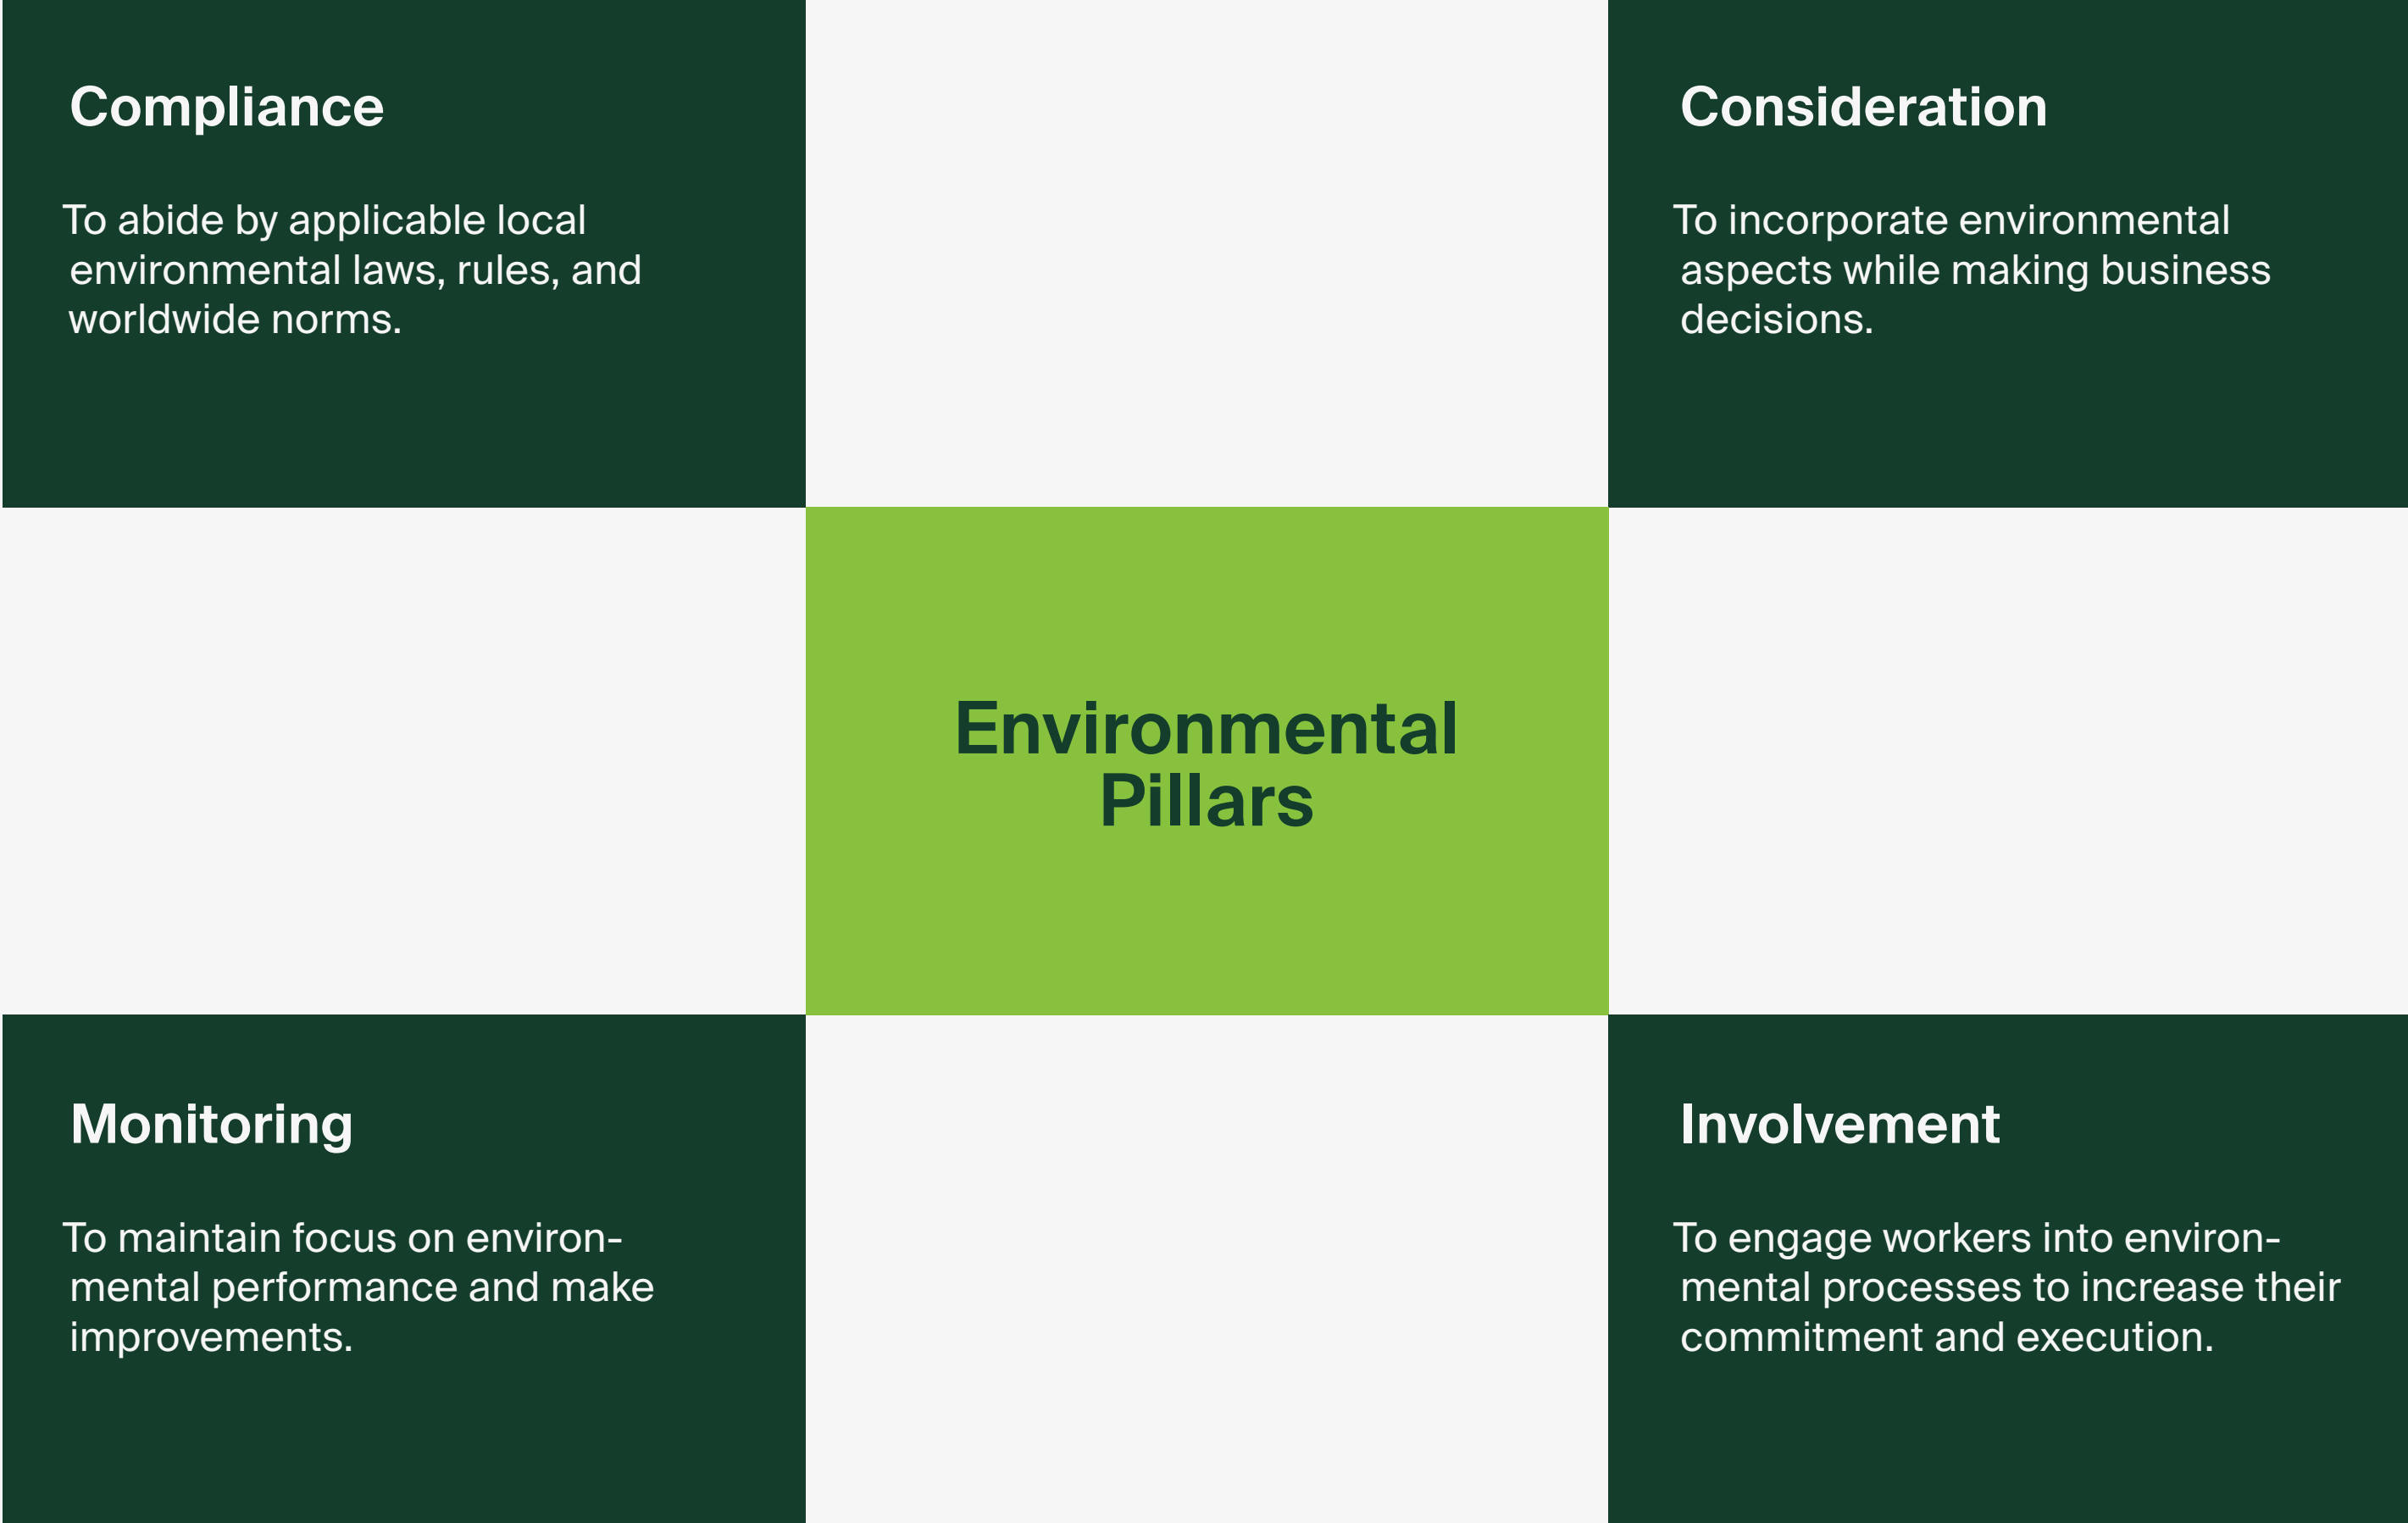 Compliance
To abide by applicable local
environmental laws, rules, and
worldwide norms.
Consideration
To incorporate environmental
aspects while making business
decisions.
Environmental
Pillars
Monitoring
To maintain focus on environ-
mental performance and make
improvements.
Involvement
To engage workers into environ-
mental processes to increase their
commitment and execution.